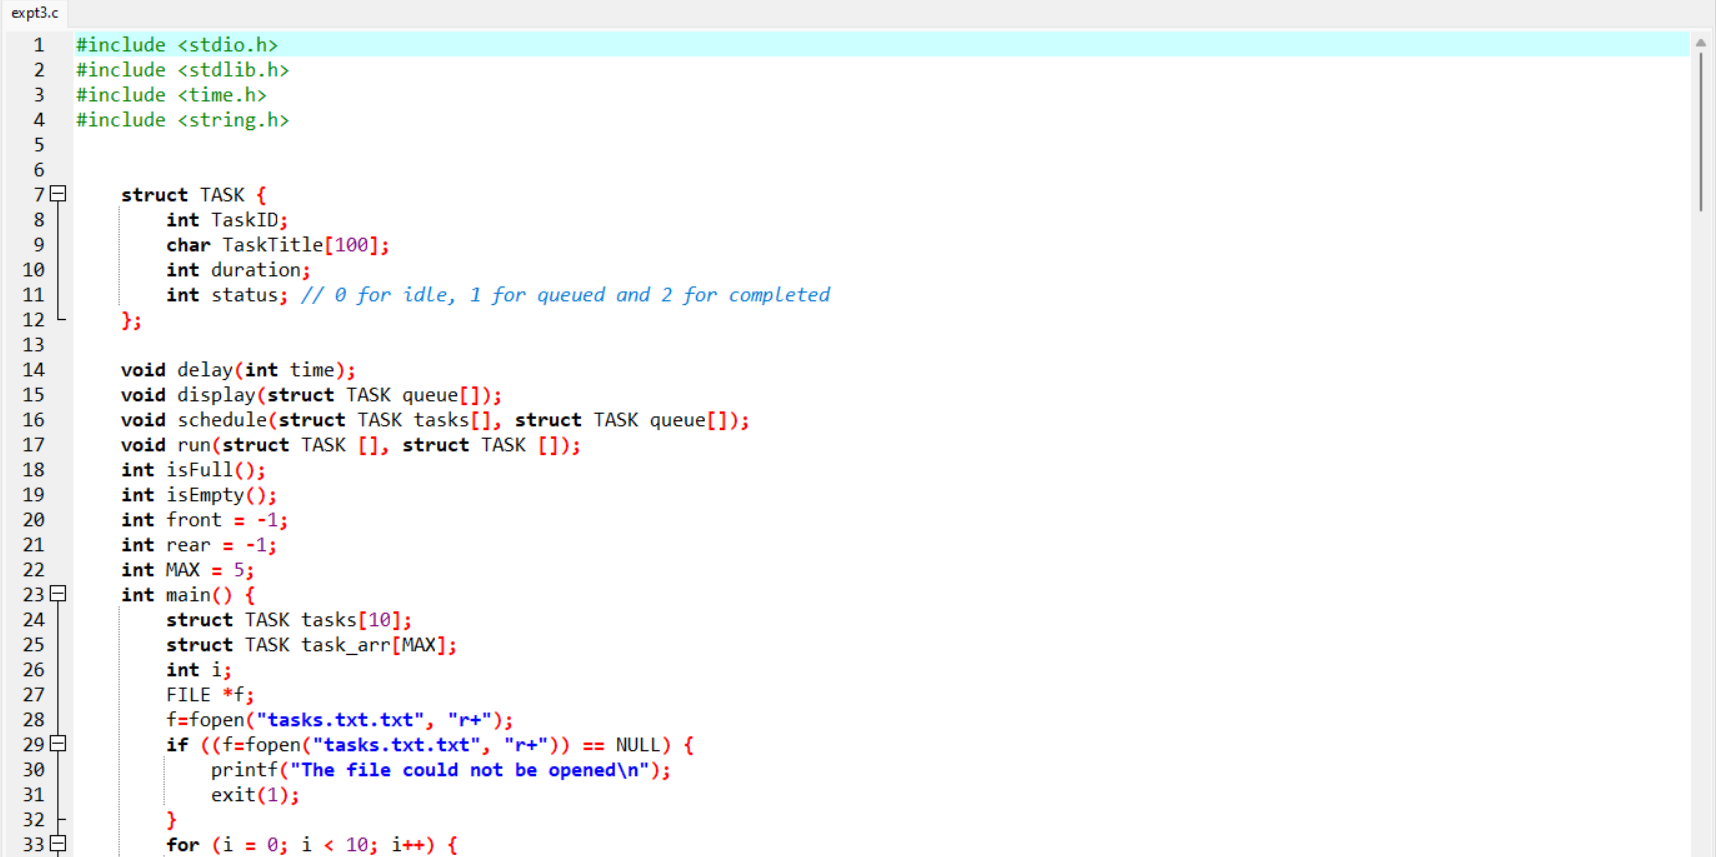 expt3.c
1 #include <stdio.h>
2 #include <stdlib.h>
3 #include <time.h>
4 #include <string.h>
5
6
7 struct TASK {
8 int TaskID;
9 char TaskTitle[100];
10 int duration;
11 int status; // 0 for idle, 1 for queued and 2 for completed
12 };
13
14 void delay(int time);
15 void display(struct TASK queue[]);
16 void schedule(struct TASK tasks[], struct TASK queue[]);
17 void run(struct TASK [], struct TASK []);
18 int isFull();
19 int isEmpty();
20 int front = -1;
21 int rear = -1;
22 int MAX = 5;
23 int main() {
24 struct TASK tasks[10];
25 struct TASK task_arr[MAX];
26 int i;
27 FILE *f;
28 f=fopen("tasks.txt.txt", "r+");
29 if ((f=fopen("tasks.txt.txt", "r+")) == NULL) {
30 printf("The file could not be opened\n");
31 exit(1);
32 }
33 for (i = 0; i < 10; i++) {